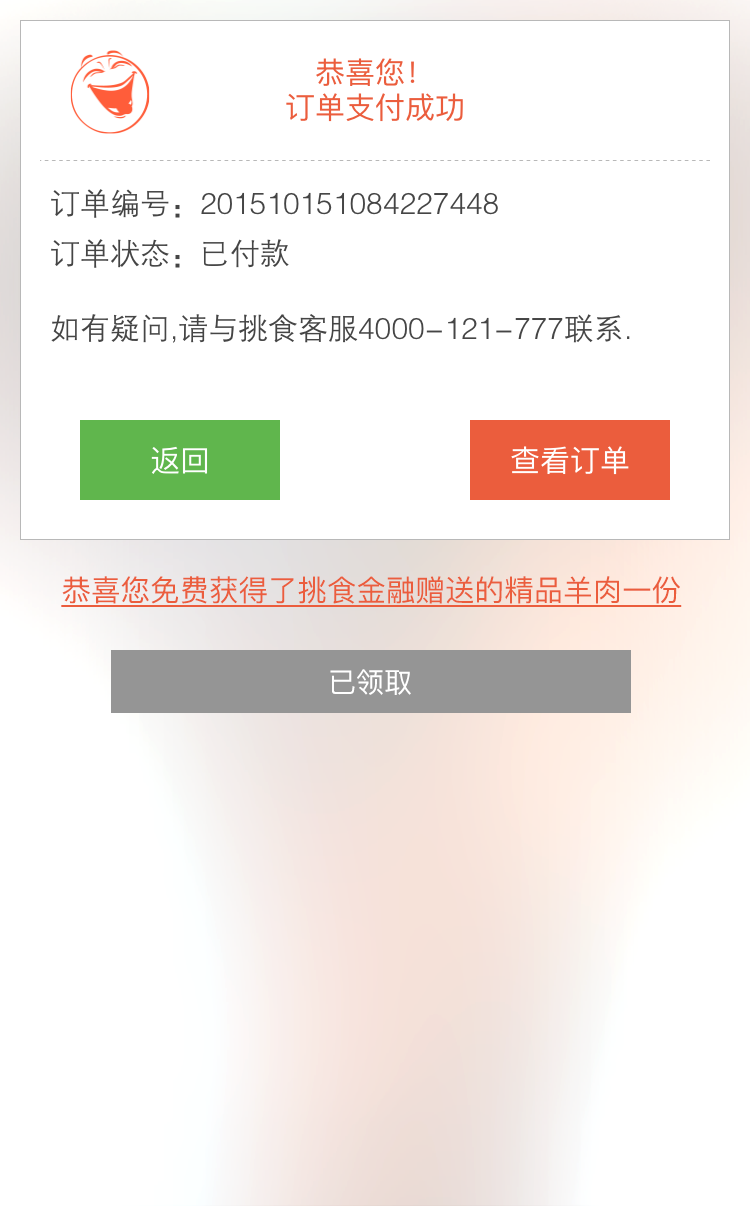 恭喜您!
订单支付成功
订单编号：201510151084227448
订单状态：已付款
如有疑问,请与挑食客服4000-121-777联系.
返回
查看订单
恭喜您免费获得了挑食金融赠送的精品羊肉一份
已领取